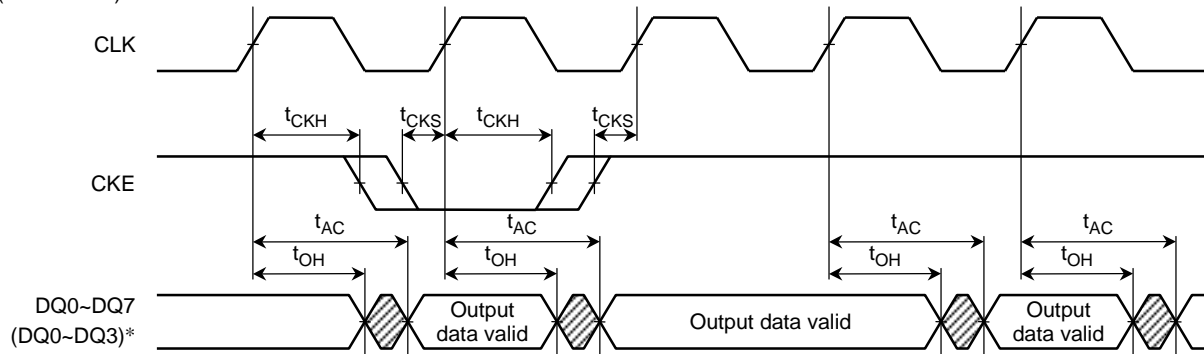 CLK
tCKH tCKS tCKH tCKS
CKE
tAC tAC tAC tAC
tOH tOH tOH tOH
DQ0~DQ7
(DQ0~DQ3)*
Output
data valid
Output data valid
Output
data valid